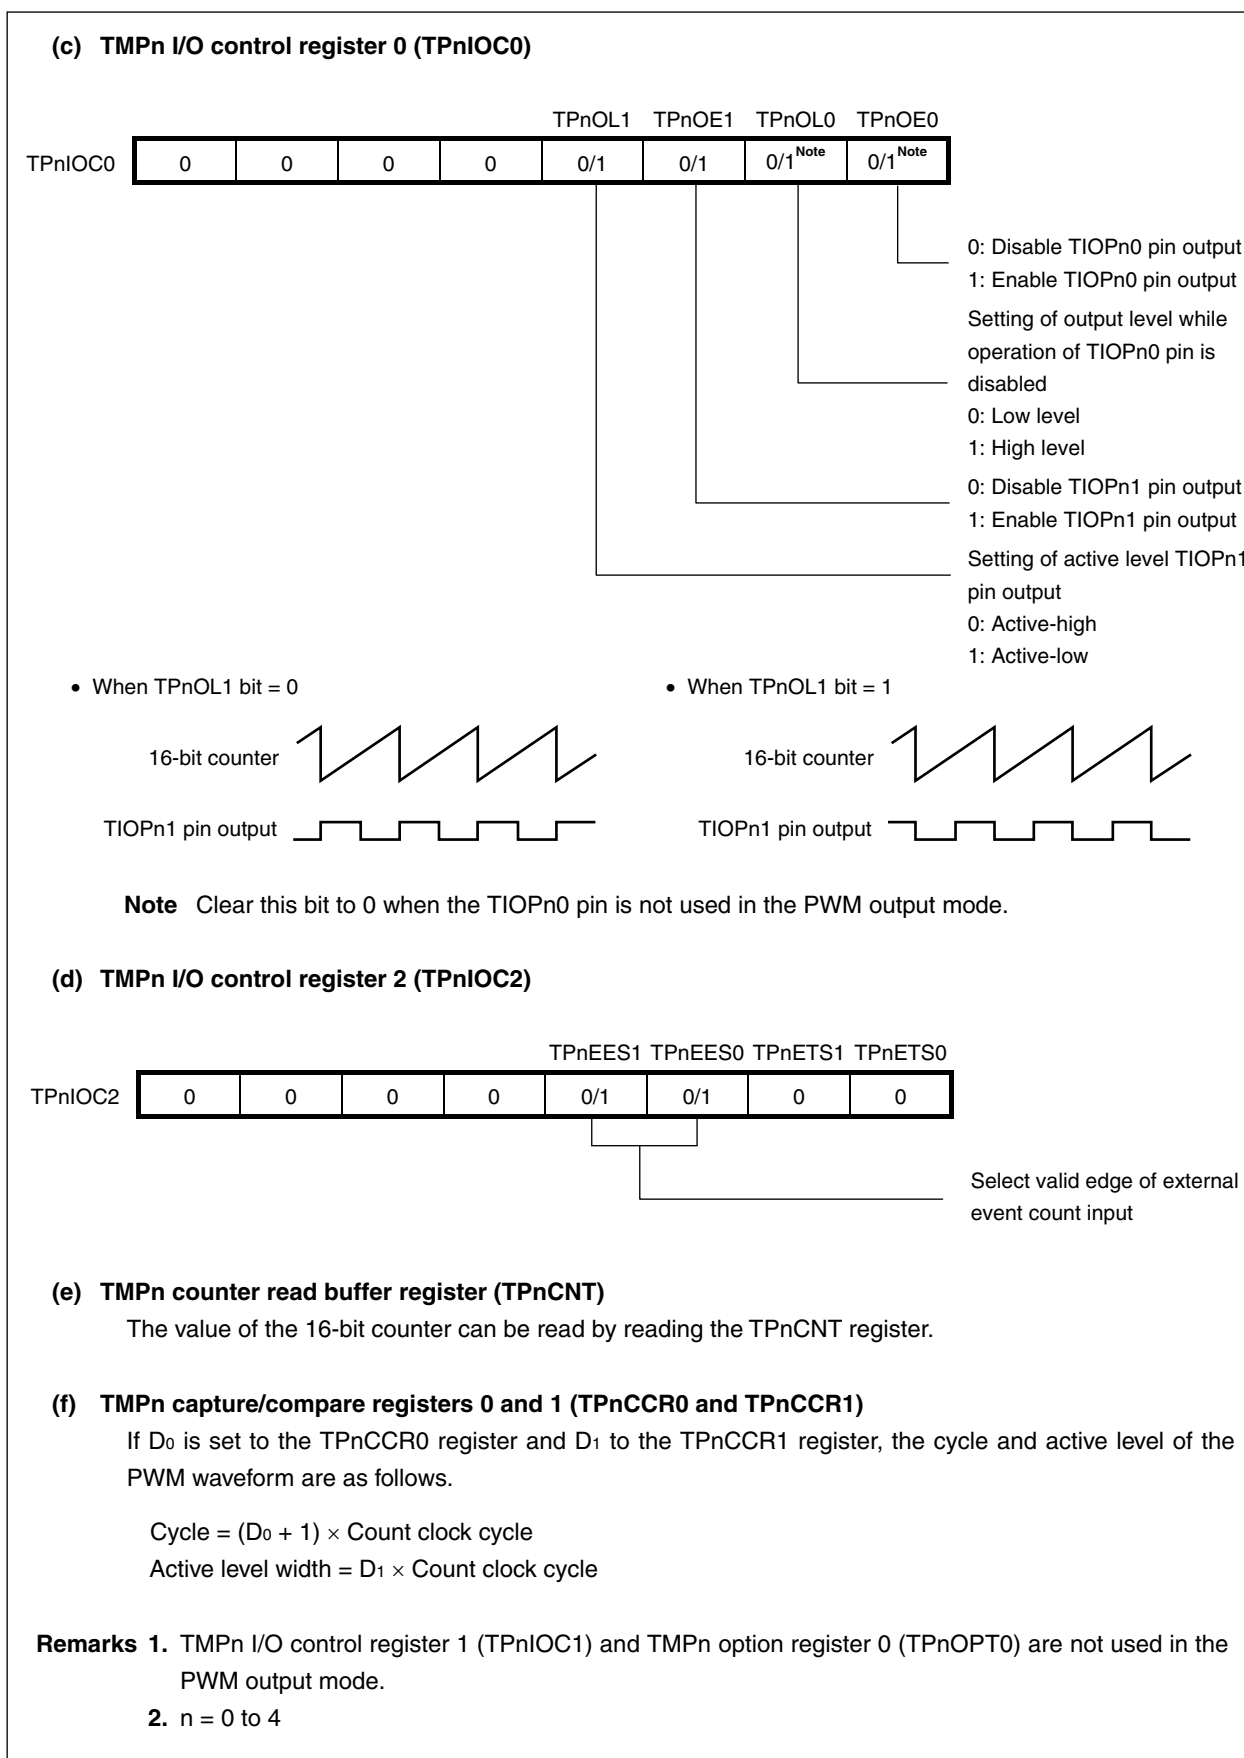 (c) TMPn I/O control register 0 (TPnIOC0)
TPnOL1 TPnOE1 TPnOL0 TPnOE0
TPnIOC0 0 0 0 0 0/1 0/1 0/1Note 0/1Note
0: Disable TIOPn0 pin output
1: Enable TIOPn0 pin output
Setting of output level while
operation of TIOPn0 pin is
disabled
0: Low level
1: High level
0: Disable TIOPn1 pin output
1: Enable TIOPn1 pin output
Setting of active level TIOPn1
pin output
0: Active-high
1: Active-low
• When TPnOL1 bit = 0
16-bit counter
TIOPn1 pin output
• When TPnOL1 bit = 1
16-bit counter
TIOPn1 pin output
Note Clear this bit to 0 when the TIOPn0 pin is not used in the PWM output mode.
(d) TMPn I/O control register 2 (TPnIOC2)
TPnEES1 TPnEES0 TPnETS1 TPnETS0
TPnIOC2 0 0 0 0 0/1 0/1 0 0
Select valid edge of external
event count input
(e) TMPn counter read buffer register (TPnCNT)
The value of the 16-bit counter can be read by reading the TPnCNT register.
(f) TMPn capture/compare registers 0 and 1 (TPnCCR0 and TPnCCR1)
If D0 is set to the TPnCCR0 register and D1 to the TPnCCR1 register, the cycle and active level of the
PWM waveform are as follows.
Cycle = (D0 + 1) × Count clock cycle
Active level width = D1 × Count clock cycle
Remarks 1. TMPn I/O control register 1 (TPnIOC1) and TMPn option register 0 (TPnOPT0) are not used in the
PWM output mode.
2. n = 0 to 4